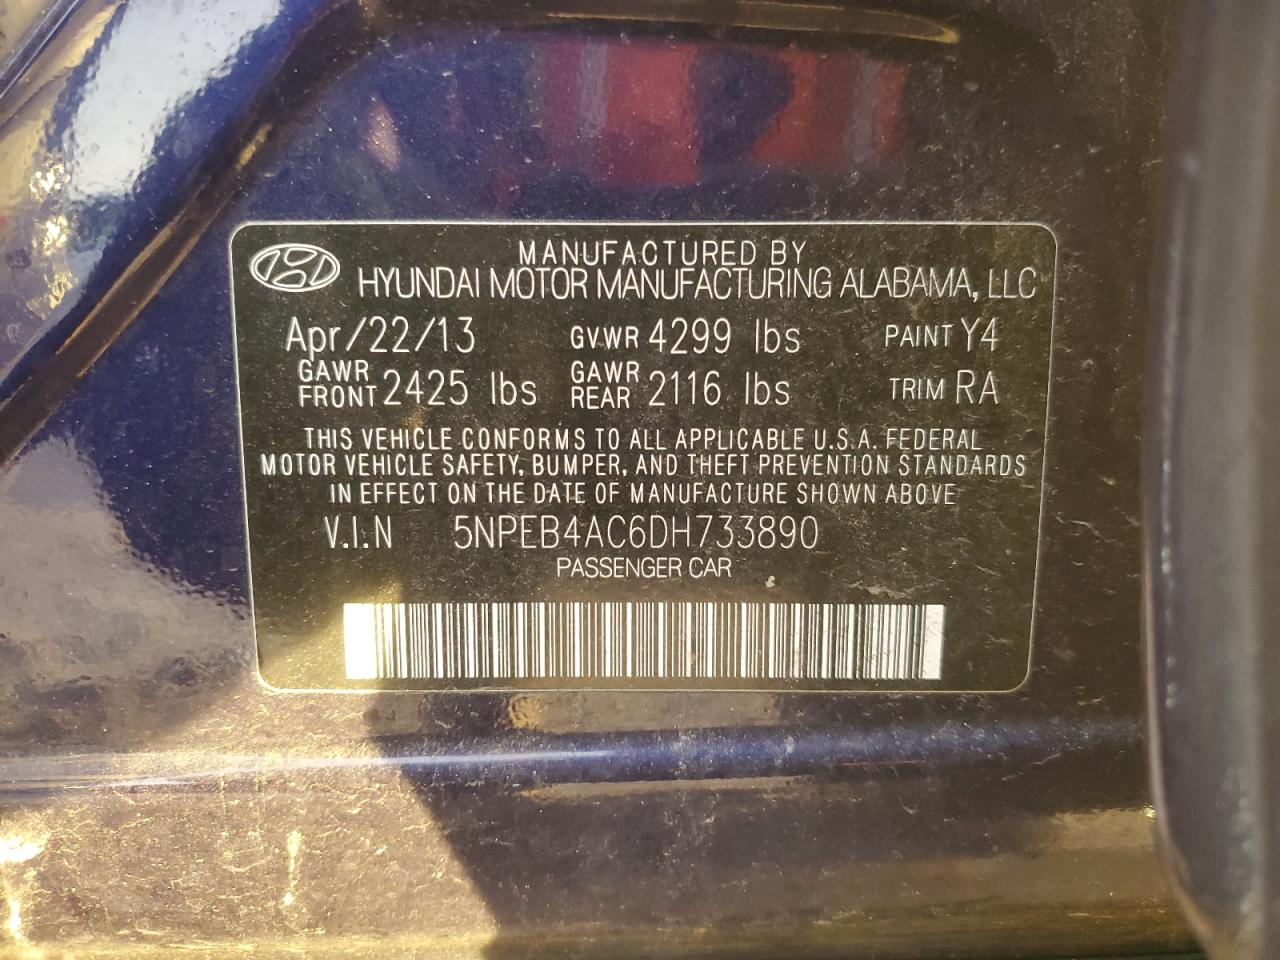 MANUFACTURED BY
HYUNDAI MOTOR MANUFACTURING ALABAMA, LLC
Apr/22/13 GVWR 4299 lbs PAINT Y4
GAWR FRONT 2425 lbs GAWR REAR 2116 lbs TRIM RA
THIS VEHICLE CONFORMS TO ALL APPLICABLE U.S.A. FEDERAL
MOTOR VEHICLE SAFETY, BUMPER, AND THEFT PREVENTION STANDARDS
IN EFFECT ON THE DATE OF MANUFACTURE SHOWN ABOVE
V.I.N 5NPEB4AC6DH733890
PASSENGER CAR